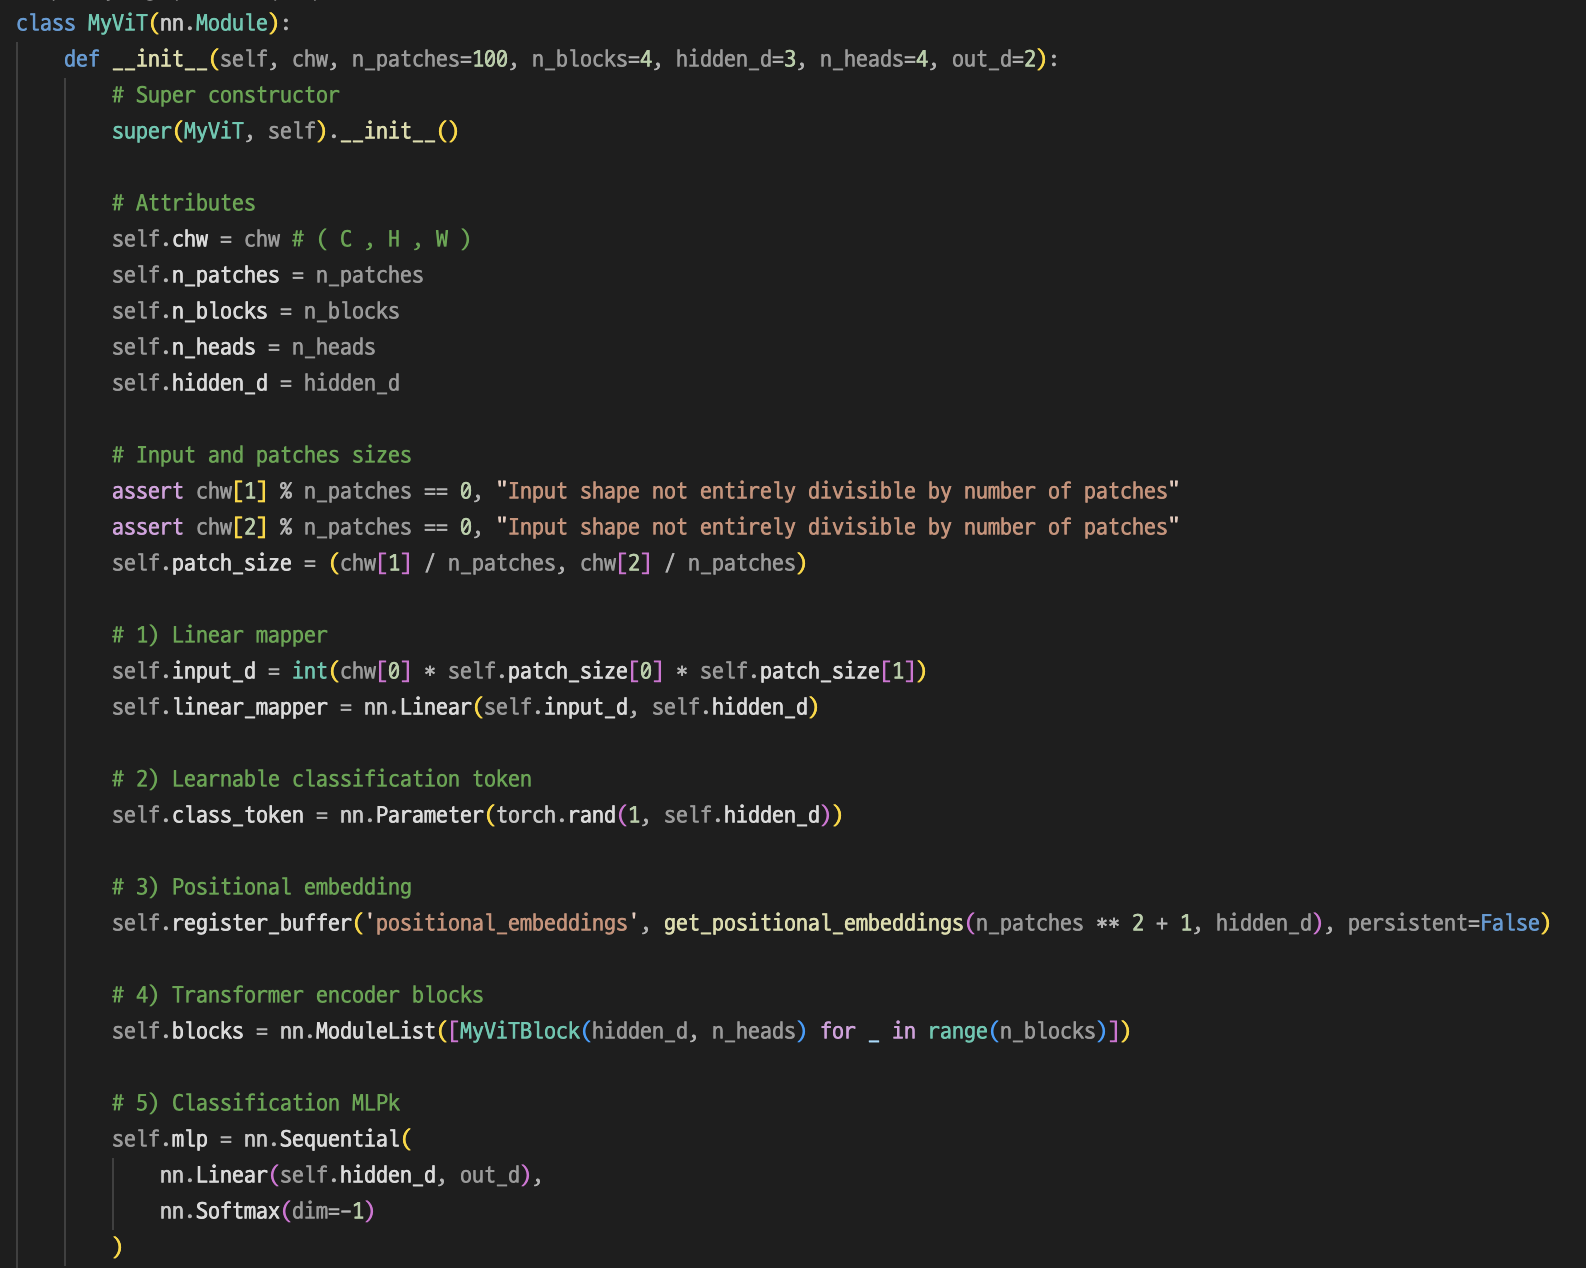 class MyViT(nn.Module):
    def __init__(self, chw, n_patches=100, n_blocks=4, hidden_d=3, n_heads=4, out_d=2):
        # Super constructor
        super(MyViT, self).__init__()

        # Attributes
        self.chw = chw # ( C , H , W )
        self.n_patches = n_patches
        self.n_blocks = n_blocks
        self.n_heads = n_heads
        self.hidden_d = hidden_d

        # Input and patches sizes
        assert chw[1] % n_patches == 0, "Input shape not entirely divisible by number of patches"
        assert chw[2] % n_patches == 0, "Input shape not entirely divisible by number of patches"
        self.patch_size = (chw[1] / n_patches, chw[2] / n_patches)

        # 1) Linear mapper
        self.input_d = int(chw[0] * self.patch_size[0] * self.patch_size[1])
        self.linear_mapper = nn.Linear(self.input_d, self.hidden_d)

        # 2) Learnable classification token
        self.class_token = nn.Parameter(torch.rand(1, self.hidden_d))

        # 3) Positional embedding
        self.register_buffer('positional_embeddings', get_positional_embeddings(n_patches ** 2 + 1, hidden_d), persistent=False)

        # 4) Transformer encoder blocks
        self.blocks = nn.ModuleList([MyViTBlock(hidden_d, n_heads) for _ in range(n_blocks)])

        # 5) Classification MLPk
        self.mlp = nn.Sequential(
            nn.Linear(self.hidden_d, out_d),
            nn.Softmax(dim=-1)
        )